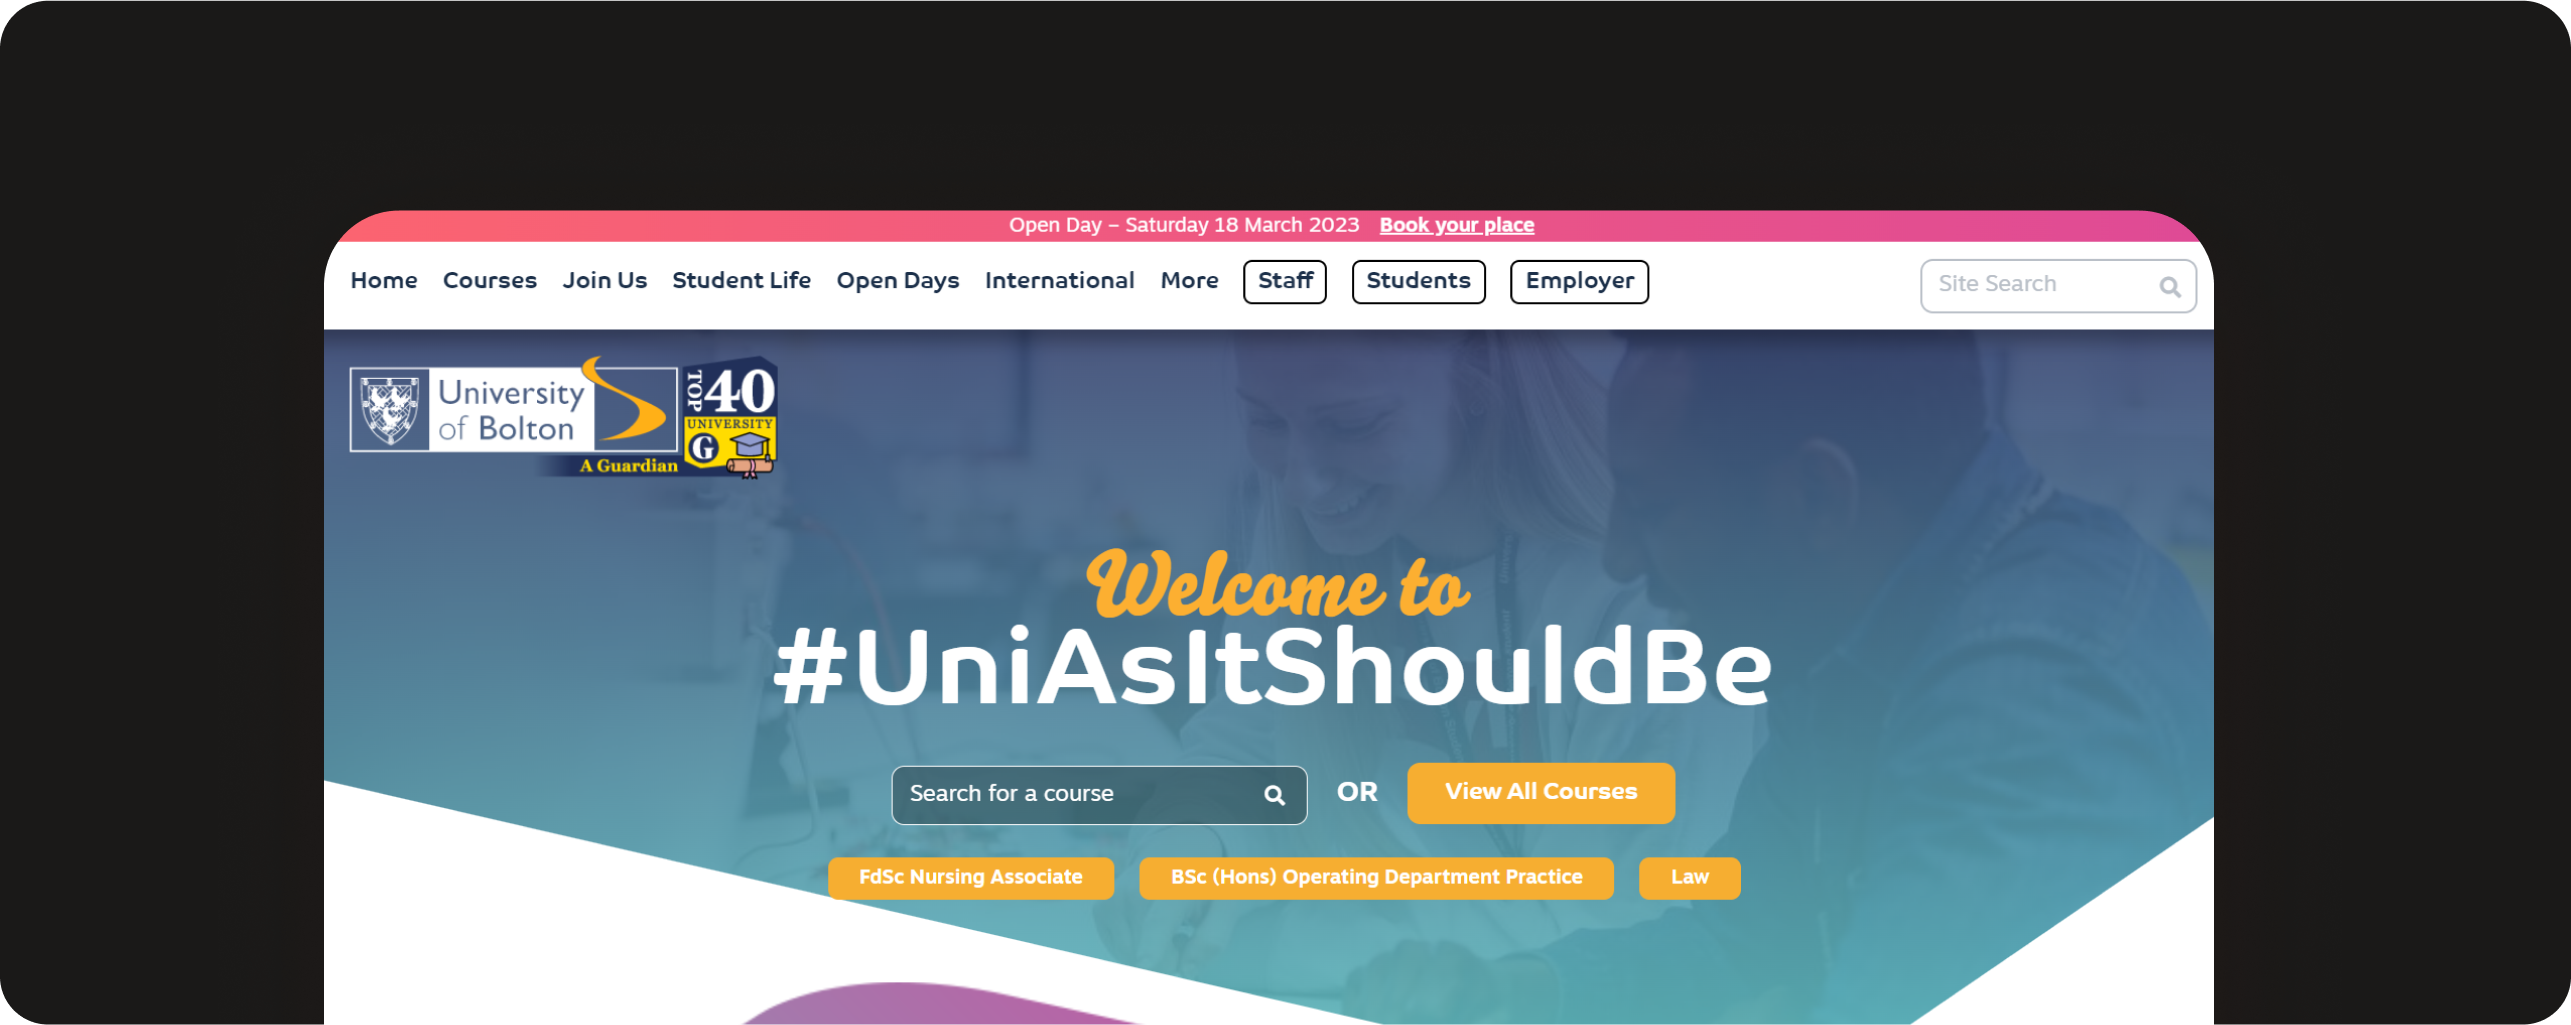 Open Day – Saturday 18 March 2023 Book your place
Home Courses Join Us Student Life Open Days International More Staff Students Employer Site Search
University
of Bolton
TOP 40
UNIVERSITY
G
A Guardian
Welcome to
#UniAsItShouldBe
Search for a course OR View All Courses
FdSc Nursing Associate BSc (Hons) Operating Department Practice Law